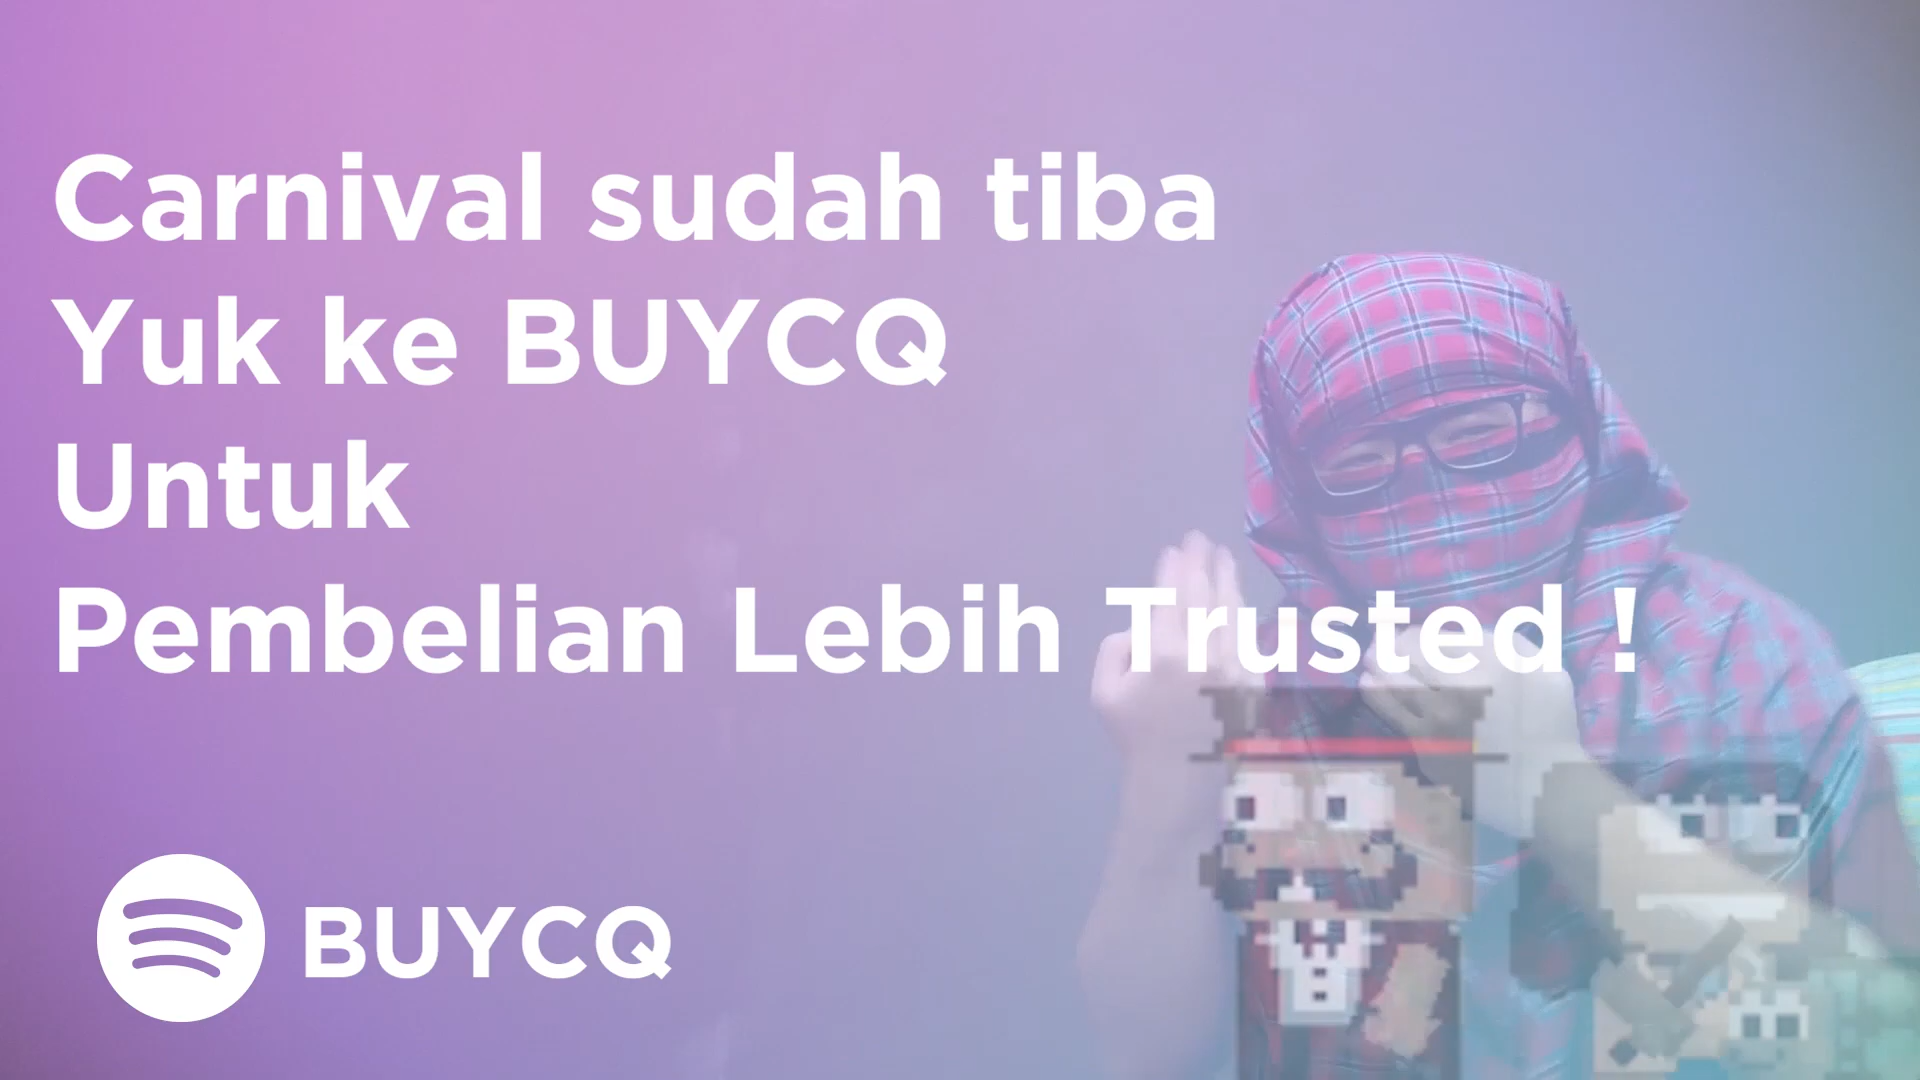 Carnival sudah tiba
Yuk ke BUYCQ
Untuk
Pembelian Lebih Trusted !
BUYCQ